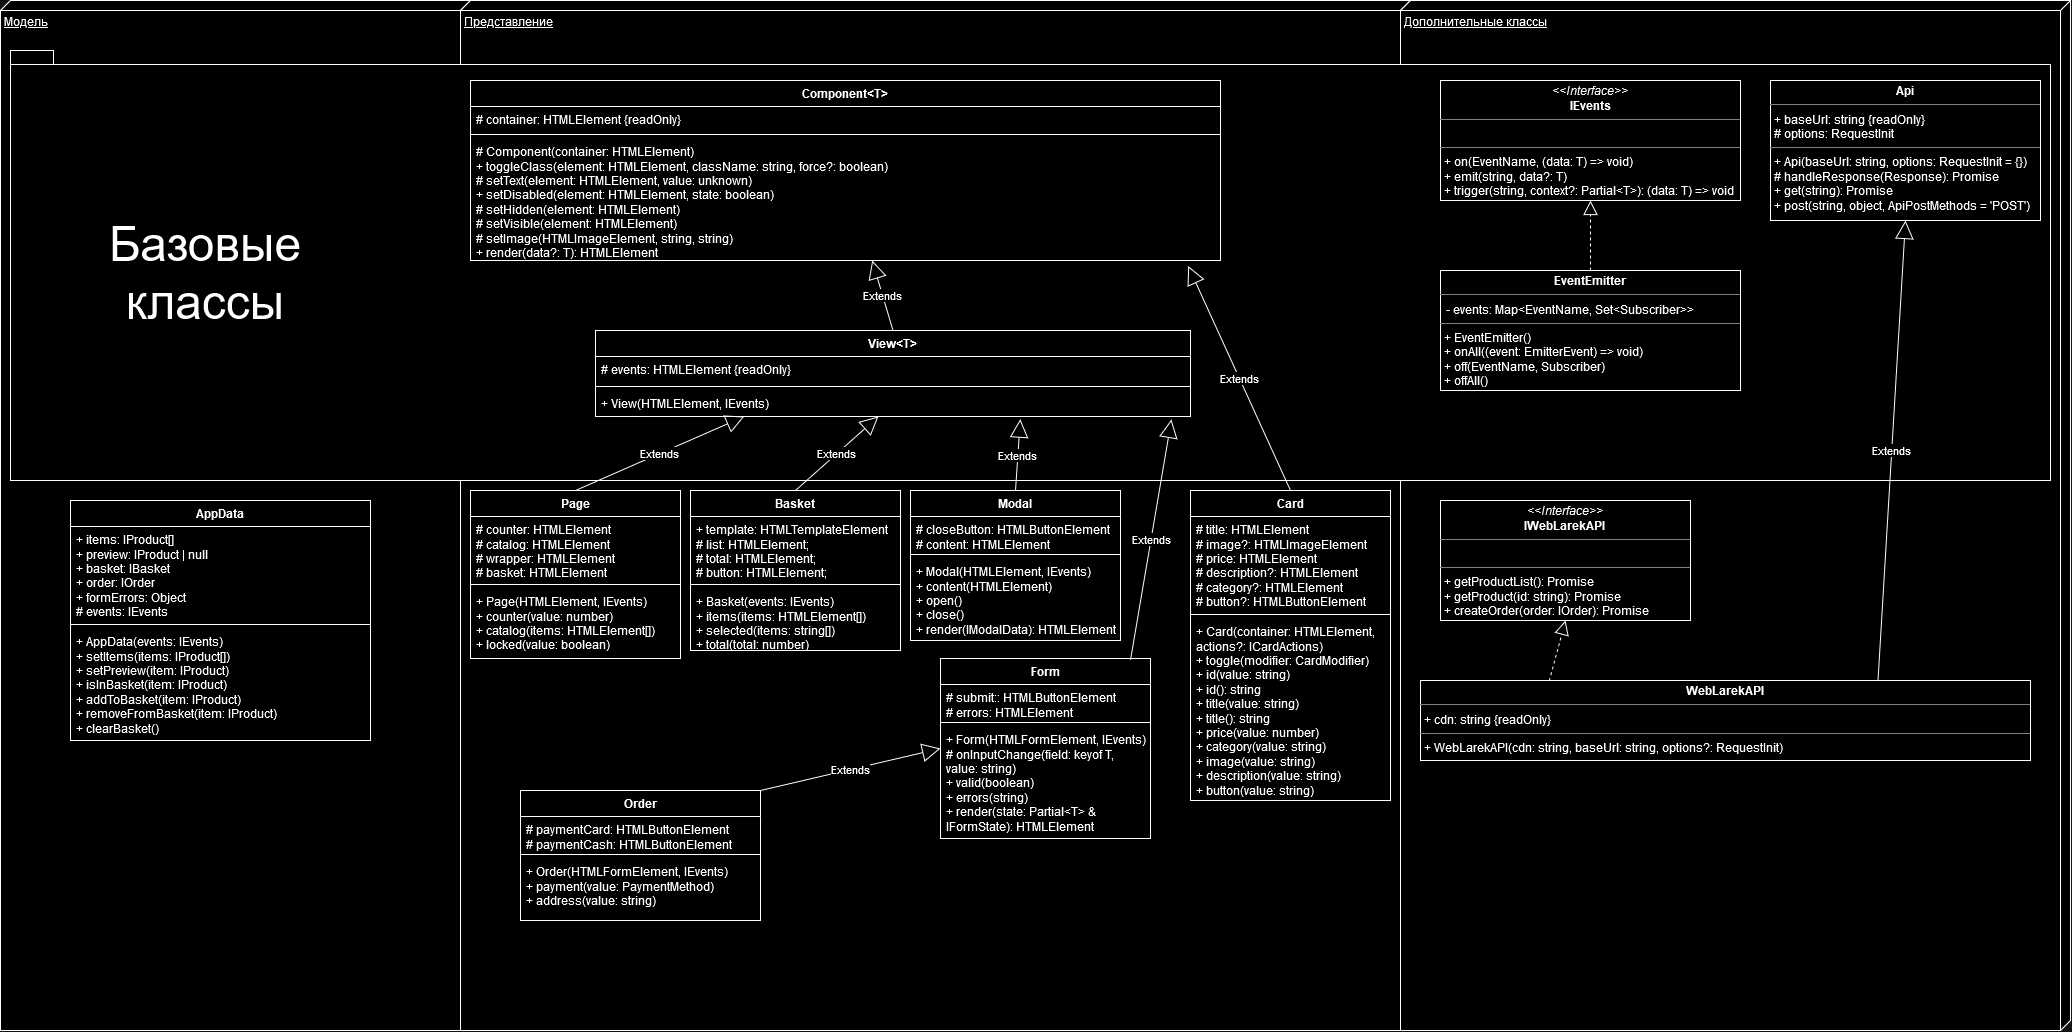 Модель
Представление
Дополнительные классы
Базовые
классы
Component<T>
# container: HTMLElement {readOnly}
# Component(container: HTMLElement)
+ toggleClass(element: HTMLElement, className: string, force?: boolean)
# setText(element: HTMLElement, value: unknown)
+ setDisabled(element: HTMLElement, state: boolean)
# setHidden(element: HTMLElement)
# setVisible(element: HTMLElement)
# setImage(HTMLImageElement, string, string)
+ render(data?: T): HTMLElement
<<Interface>>
IEvents
+ on(EventName, (data: T) => void)
+ emit(string, data?: T)
+ trigger(string, context?: Partial<T>): (data: T) => void
Api
+ baseUrl: string {readOnly}
# options: RequestInit
+ Api(baseUrl: string, options: RequestInit = {})
# handleResponse(Response): Promise
+ get(string): Promise
+ post(string, object, ApiPostMethods = 'POST')
Extends
View<T>
# events: HTMLElement {readOnly}
+ View(HTMLElement, IEvents)
Extends
EventEmitter
- events: Map<EventName, Set<Subscriber>>
+ EventEmitter()
+ onAll((event: EmitterEvent) => void)
+ off(EventName, Subscriber)
+ offAll()
Extends
Extends
Extends
Extends
Extends
AppData
+ items: IProduct[]
+ preview: IProduct | null
+ basket: IBasket
+ order: IOrder
+ formErrors: Object
# events: IEvents
+ AppData(events: IEvents)
+ setItems(items: IProduct[])
+ setPreview(item: IProduct)
+ isInBasket(item: IProduct)
+ addToBasket(item: IProduct)
+ removeFromBasket(item: IProduct)
+ clearBasket()
Page
# counter: HTMLElement
# catalog: HTMLElement
# wrapper: HTMLElement
# basket: HTMLElement
+ Page(HTMLElement, IEvents)
+ counter(value: number)
+ catalog(items: HTMLElement[])
+ locked(value: boolean)
Basket
+ template: HTMLTemplateElement
# list: HTMLElement;
# total: HTMLElement;
# button: HTMLElement;
+ Basket(events: IEvents)
+ items(items: HTMLElement[])
+ selected(items: string[])
+ total(total: number)
Modal
# closeButton: HTMLButtonElement
# content: HTMLElement
+ Modal(HTMLElement, IEvents)
+ content(HTMLElement)
+ open()
+ close()
+ render(IModalData): HTMLElement
Card
# title: HTMLElement
# image?: HTMLImageElement
# price: HTMLElement
# description?: HTMLElement
# category?: HTMLElement
# button?: HTMLButtonElement
+ Card(container: HTMLElement,
actions?: ICardActions)
+ toggle(modifier: CardModifier)
+ id(value: string)
+ id(): string
+ title(value: string)
+ title(): string
+ price(value: number)
+ category(value: string)
+ image(value: string)
+ description(value: string)
+ button(value: string)
<<Interface>>
IWebLarekAPI
+ getProductList(): Promise
+ getProduct(id: string): Promise
+ createOrder(order: IOrder): Promise
Form
# submit:: HTMLButtonElement
# errors: HTMLElement
+ Form(HTMLFormElement, IEvents)
# onInputChange(field: keyof T,
value: string)
+ valid(boolean)
+ errors(string)
+ render(state: Partial<T> &
IFormState): HTMLElement
WebLarekAPI
+ cdn: string {readOnly}
+ WebLarekAPI(cdn: string, baseUrl: string, options?: RequestInit)
Extends
Order
# paymentCard: HTMLButtonElement
# paymentCash: HTMLButtonElement
+ Order(HTMLFormElement, IEvents)
+ payment(value: PaymentMethod)
+ address(value: string)